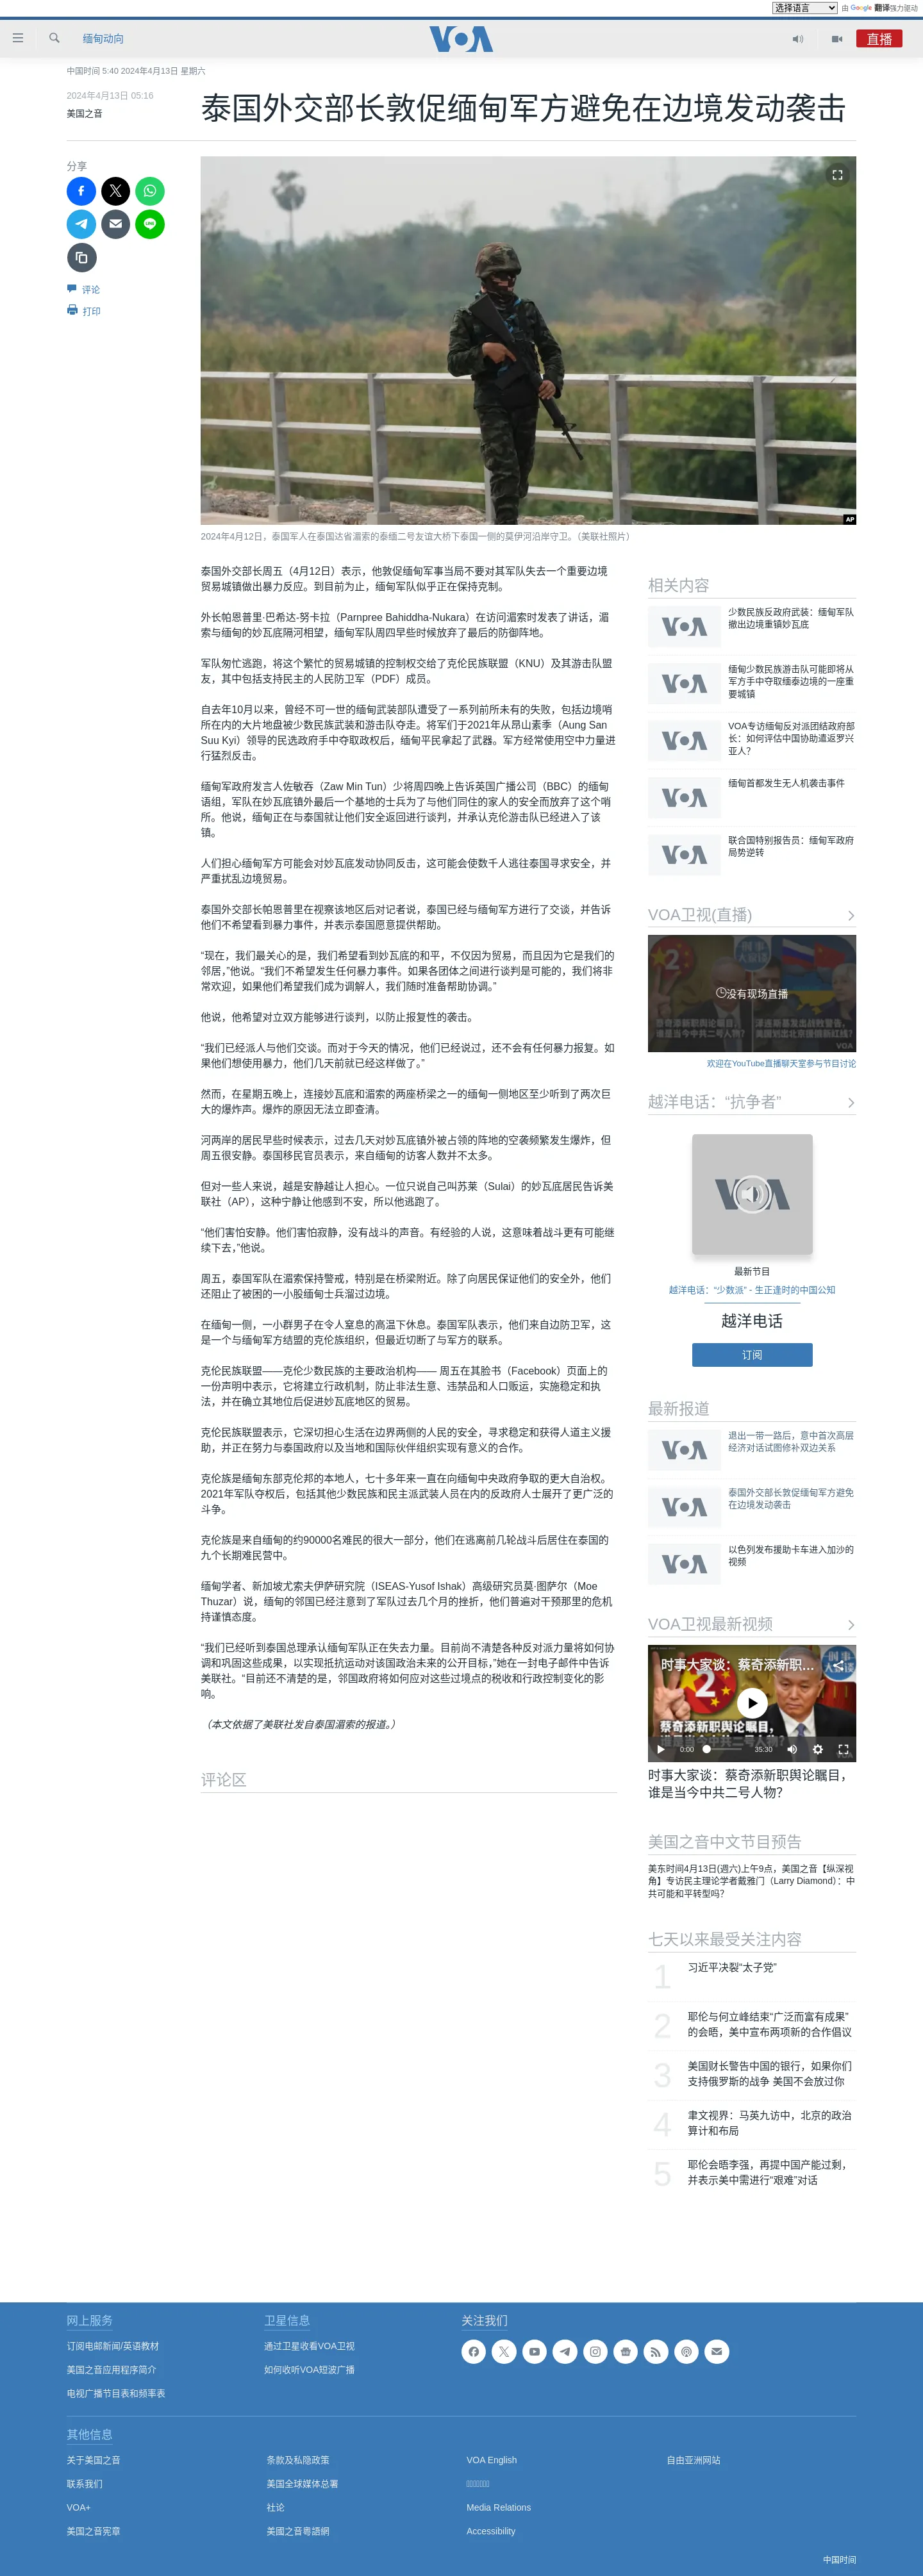 选择语言 由 Google 翻译强力驱动
缅甸动向
VOA
直播
中国时间 5:40 2024年4月13日 星期六
2024年4月13日 05:16
美国之音
泰国外交部长敦促缅甸军方避免在边境发动袭击
分享
评论
打印
AP
2024年4月12日，泰国军人在泰国达省湄索的泰缅二号友谊大桥下泰国一侧的莫伊河沿岸守卫。（美联社照片）
泰国外交部长周五（4月12日）表示，他敦促缅甸军事当局不要对其军队失去一个重要边境
贸易城镇做出暴力反应。到目前为止，缅甸军队似乎正在保持克制。
外长帕恩普里·巴希达-努卡拉（Parnpree Bahiddha-Nukara）在访问湄索时发表了讲话，湄
索与缅甸的妙瓦底隔河相望，缅甸军队周四早些时候放弃了最后的防御阵地。
军队匆忙逃跑，将这个繁忙的贸易城镇的控制权交给了克伦民族联盟（KNU）及其游击队盟
友，其中包括支持民主的人民防卫军（PDF）成员。
自去年10月以来，曾经不可一世的缅甸武装部队遭受了一系列前所未有的失败，包括边境哨
所在内的大片地盘被少数民族武装和游击队夺走。将军们于2021年从昂山素季（Aung San
Suu Kyi）领导的民选政府手中夺取政权后，缅甸平民拿起了武器。军方经常使用空中力量进
行猛烈反击。
缅甸军政府发言人佐敏吞（Zaw Min Tun）少将周四晚上告诉英国广播公司（BBC）的缅甸
语组，军队在妙瓦底镇外最后一个基地的士兵为了与他们同住的家人的安全而放弃了这个哨
所。他说，缅甸正在与泰国就让他们安全返回进行谈判，并承认克伦游击队已经进入了该
镇。
人们担心缅甸军方可能会对妙瓦底发动协同反击，这可能会使数千人逃往泰国寻求安全，并
严重扰乱边境贸易。
泰国外交部长帕恩普里在视察该地区后对记者说，泰国已经与缅甸军方进行了交谈，并告诉
他们不希望看到暴力事件，并表示泰国愿意提供帮助。
“现在，我们最关心的是，我们希望看到妙瓦底的和平，不仅因为贸易，而且因为它是我们的
邻居，”他说。“我们不希望发生任何暴力事件。如果各团体之间进行谈判是可能的，我们将非
常欢迎，如果他们希望我们成为调解人，我们随时准备帮助协调。”
他说，他希望对立双方能够进行谈判，以防止报复性的袭击。
“我们已经派人与他们交谈。而对于今天的情况，他们已经说过，还不会有任何暴力报复。如
果他们想使用暴力，他们几天前就已经这样做了。”
然而，在星期五晚上，连接妙瓦底和湄索的两座桥梁之一的缅甸一侧地区至少听到了两次巨
大的爆炸声。爆炸的原因无法立即查清。
河两岸的居民早些时候表示，过去几天对妙瓦底镇外被占领的阵地的空袭频繁发生爆炸，但
周五很安静。泰国移民官员表示，来自缅甸的访客人数并不太多。
但对一些人来说，越是安静越让人担心。一位只说自己叫苏莱（Sulai）的妙瓦底居民告诉美
联社（AP），这种宁静让他感到不安，所以他逃跑了。
“他们害怕安静。他们害怕寂静，没有战斗的声音。有经验的人说，这意味着战斗更有可能继
续下去，”他说。
周五，泰国军队在湄索保持警戒，特别是在桥梁附近。除了向居民保证他们的安全外，他们
还阻止了被困的一小股缅甸士兵溜过边境。
在缅甸一侧，一小群男子在令人窒息的高温下休息。泰国军队表示，他们来自边防卫军，这
是一个与缅甸军方结盟的克伦族组织，但最近切断了与军方的联系。
克伦民族联盟——克伦少数民族的主要政治机构—— 周五在其脸书（Facebook）页面上的
一份声明中表示，它将建立行政机制，防止非法生意、违禁品和人口贩运，实施稳定和执
法，并在确立其地位后促进妙瓦底地区的贸易。
克伦民族联盟表示，它深切担心生活在边界两侧的人民的安全，寻求稳定和获得人道主义援
助，并正在努力与泰国政府以及当地和国际伙伴组织实现有意义的合作。
克伦族是缅甸东部克伦邦的本地人，七十多年来一直在向缅甸中央政府争取的更大自治权。
2021年军队夺权后，包括其他少数民族和民主派武装人员在内的反政府人士展开了更广泛的
斗争。
克伦族是来自缅甸的约90000名难民的很大一部分，他们在逃离前几轮战斗后居住在泰国的
九个长期难民营中。
缅甸学者、新加坡尤索夫伊萨研究院（ISEAS-Yusof Ishak）高级研究员莫·图萨尔（Moe
Thuzar）说，缅甸的邻国已经注意到了军队过去几个月的挫折，他们普遍对干预那里的危机
持谨慎态度。
“我们已经听到泰国总理承认缅甸军队正在失去力量。目前尚不清楚各种反对派力量将如何协
调和巩固这些成果，以实现抵抗运动对该国政治未来的公开目标，”她在一封电子邮件中告诉
美联社。“目前还不清楚的是，邻国政府将如何应对这些过境点的税收和行政控制变化的影
响。
（本文依据了美联社发自泰国湄索的报道。）
评论区
相关内容
VOA
少数民族反政府武装：缅甸军队
撤出边境重镇妙瓦底
VOA
缅甸少数民族游击队可能即将从
军方手中夺取缅泰边境的一座重
要城镇
VOA
VOA专访缅甸反对派团结政府部
长：如何评估中国协助遣返罗兴
亚人？
VOA
缅甸首都发生无人机袭击事件
VOA
联合国特别报告员：缅甸军政府
局势逆转
VOA卫视(直播)
没有现场直播
欢迎在YouTube直播聊天室参与节目讨论
越洋电话：“抗争者”
VOA
最新节目
越洋电话：“少数派” - 生正逢时的中国公知
越洋电话
订阅
最新报道
VOA
退出一带一路后，意中首次高层
经济对话试图修补双边关系
VOA
泰国外交部长敦促缅甸军方避免
在边境发动袭击
VOA
以色列发布援助卡车进入加沙的
视频
VOA卫视最新视频
时事大家谈：蔡奇添新职...
蔡奇添新职舆论瞩目，
0:00 35:30
时事大家谈：蔡奇添新职舆论瞩目，
谁是当今中共二号人物？
美国之音中文节目预告
美东时间4月13日(週六)上午9点，美国之音【纵深视
角】专访民主理论学者戴雅门（Larry Diamond）：中
共可能和平转型吗？
七天以来最受关注内容
1 习近平决裂“太子党”
2 耶伦与何立峰结束“广泛而富有成果”
的会晤，美中宣布两项新的合作倡议
3 美国财长警告中国的银行，如果你们
支持俄罗斯的战争 美国不会放过你
4 聿文视界：马英九访中，北京的政治
算计和布局
5 耶伦会晤李强，再提中国产能过剩，
并表示美中需进行“艰难”对话
网上服务
订阅电邮新闻/英语教材
美国之音应用程序简介
电视广播节目表和频率表
卫星信息
通过卫星收看VOA卫视
如何收听VOA短波广播
关注我们
其他信息
关于美国之音
联系我们
VOA+
美国之音宪章
条款及私隐政策
美国全球媒体总署
社论
美國之音粵語網
VOA English
Media Relations
Accessibility
自由亚洲网站
中国时间